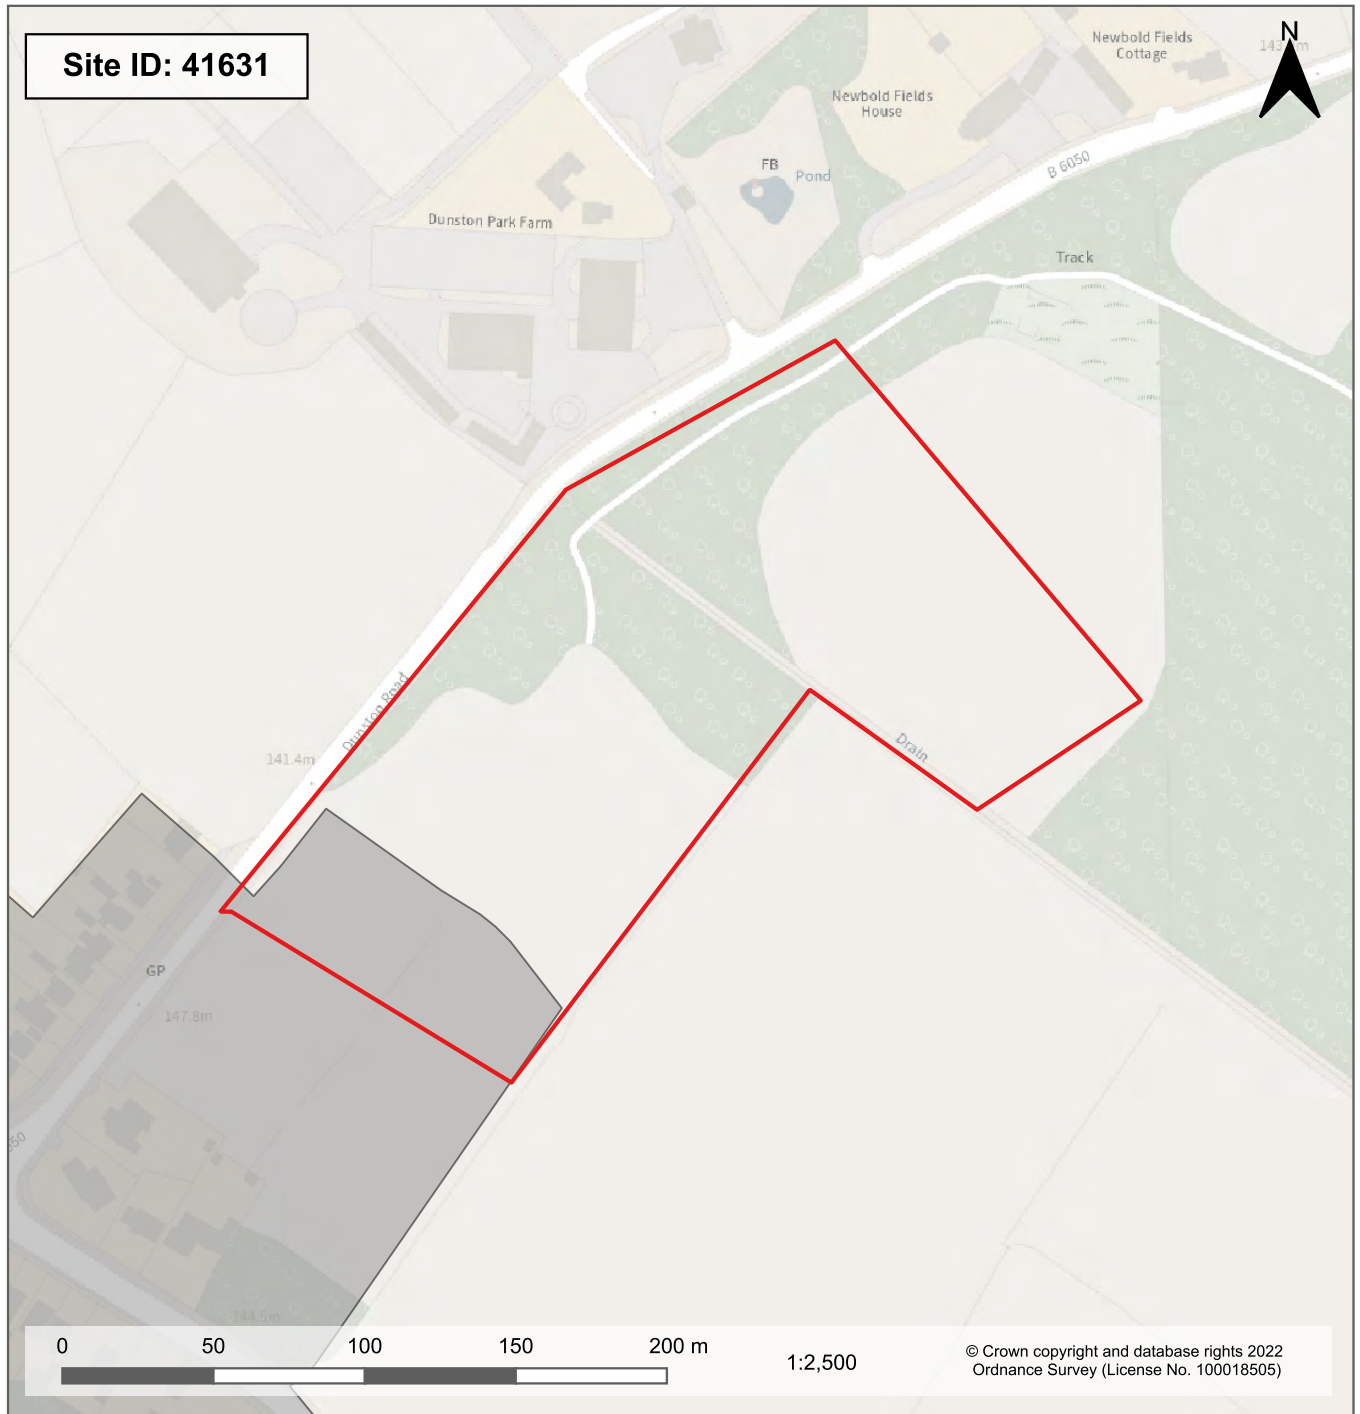 Site ID: 41631
N
Newbold Fields
Cottage
Newbold Fields
House
B 6050
FB
Pond
Dunston Park Farm
Track
Dunston Road
Drain
141.4m
GP
147.8m
144.5m
0 50 100 150 200 m
1:2,500
© Crown copyright and database rights 2022
Ordnance Survey (License No. 100018505)